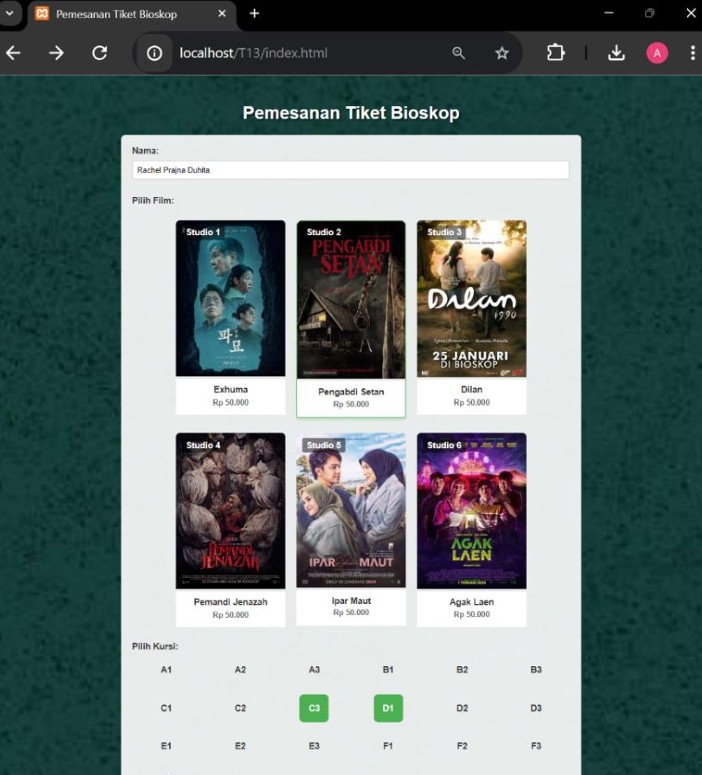 Pemesanan Tiket Bioskop
localhost/T13/index.html
A
Pemesanan Tiket Bioskop
Nama:
Rachel Prajna Duhita
Pilih Film:
Studio 1
파묘
Exhuma
Rp 50.000
Studio 2
PENGABDI
SETAN
Pengabdi Setan
Rp 50.000
Studio 3
Dilan
1990
25 JANUARI
DI BIOSKOP
Dilan
Rp 50.000
Studio 4
PEMANDI
JENAZAH
Pemandi Jenazah
Rp 50.000
Studio 5
IPAR MAUT
Ipar Maut
Rp 50.000
Studio 6
AGAK
LAEN
Agak Laen
Rp 50.000
Pilih Kursi:
A1 A2 A3 B1 B2 B3
C1 C2 C3 D1 D2 D3
E1 E2 E3 F1 F2 F3